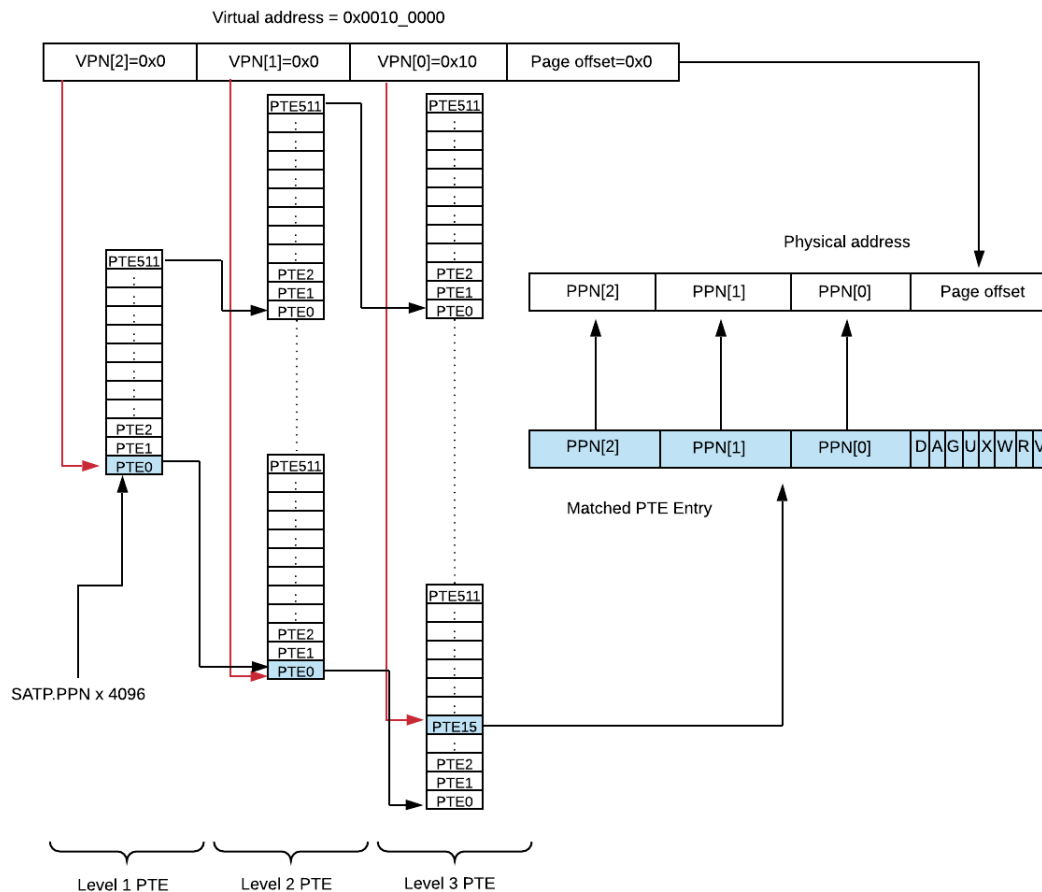 Virtual address = 0x0010_0000
VPN[2]=0x0 VPN[1]=0x0 VPN[0]=0x10 Page offset=0x0
PTE511
:
:
:
:
:
:
:
:
PTE2
PTE1
PTE0
PTE511
:
:
:
:
:
:
:
:
PTE2
PTE1
PTE0
PTE511
:
:
:
:
:
:
:
:
PTE2
PTE1
PTE0
PTE511
:
:
:
:
:
:
:
:
PTE2
PTE1
PTE0
PTE511
:
:
:
:
:
:
PTE15
:
PTE2
PTE1
PTE0
SATP.PPN x 4096
Physical address
PPN[2] PPN[1] PPN[0] Page offset
PPN[2] PPN[1] PPN[0] D A G U X W R V
Matched PTE Entry
Level 1 PTE Level 2 PTE Level 3 PTE